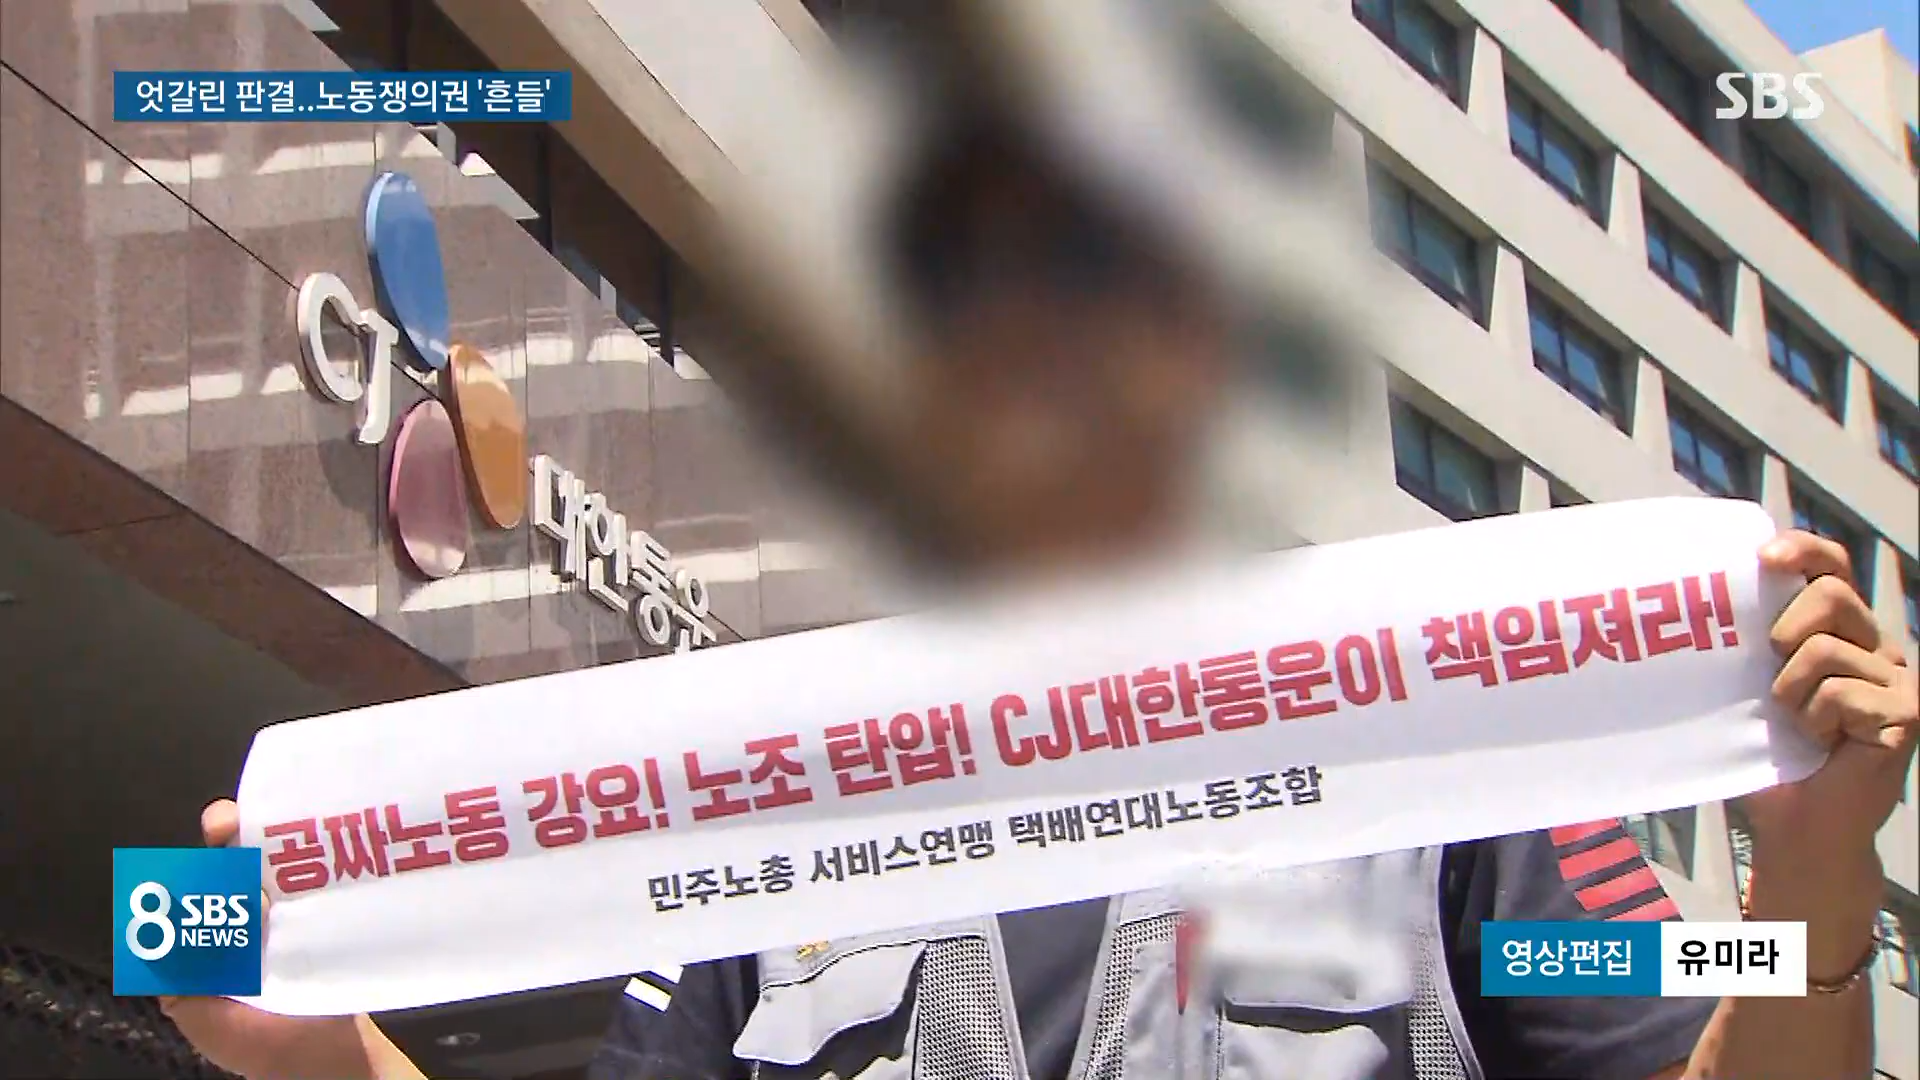 엇갈린 판결..노동쟁의권 '흔들'
SBS
CJ
대한통운
공짜노동 강요! 노조 탄압! CJ대한통운이 책임져라!
민주노총 서비스연맹 택배연대노동조합
8 SBS NEWS
영상편집 유미라